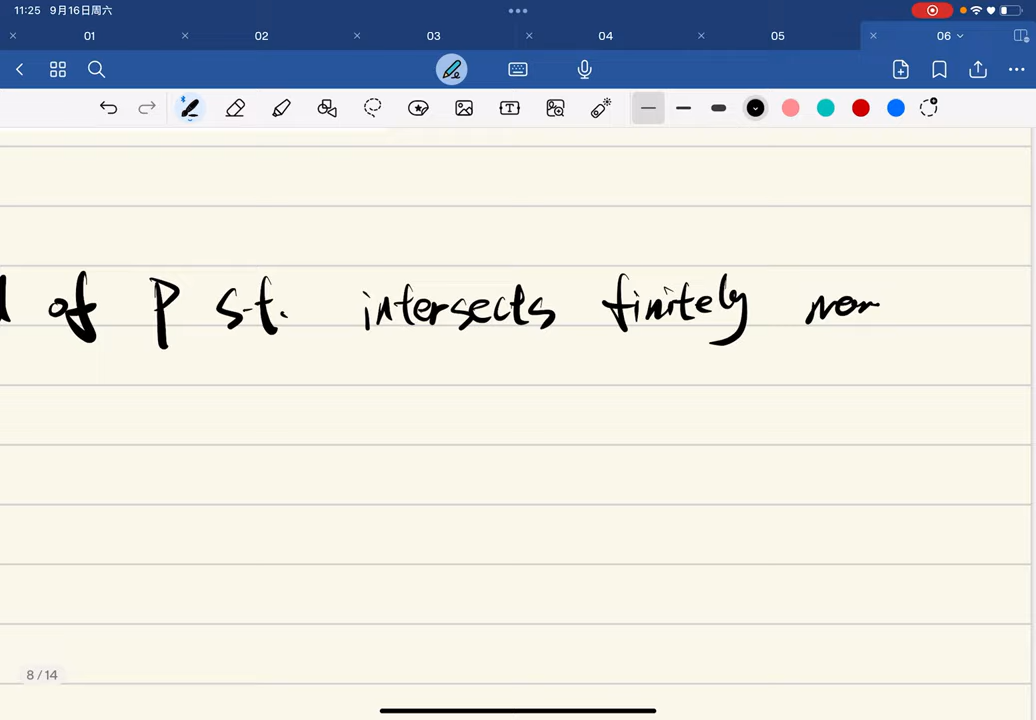 11:25 9月16日周六
01 02 03 04 05 06
of P s.t. intersects finitely
8/14